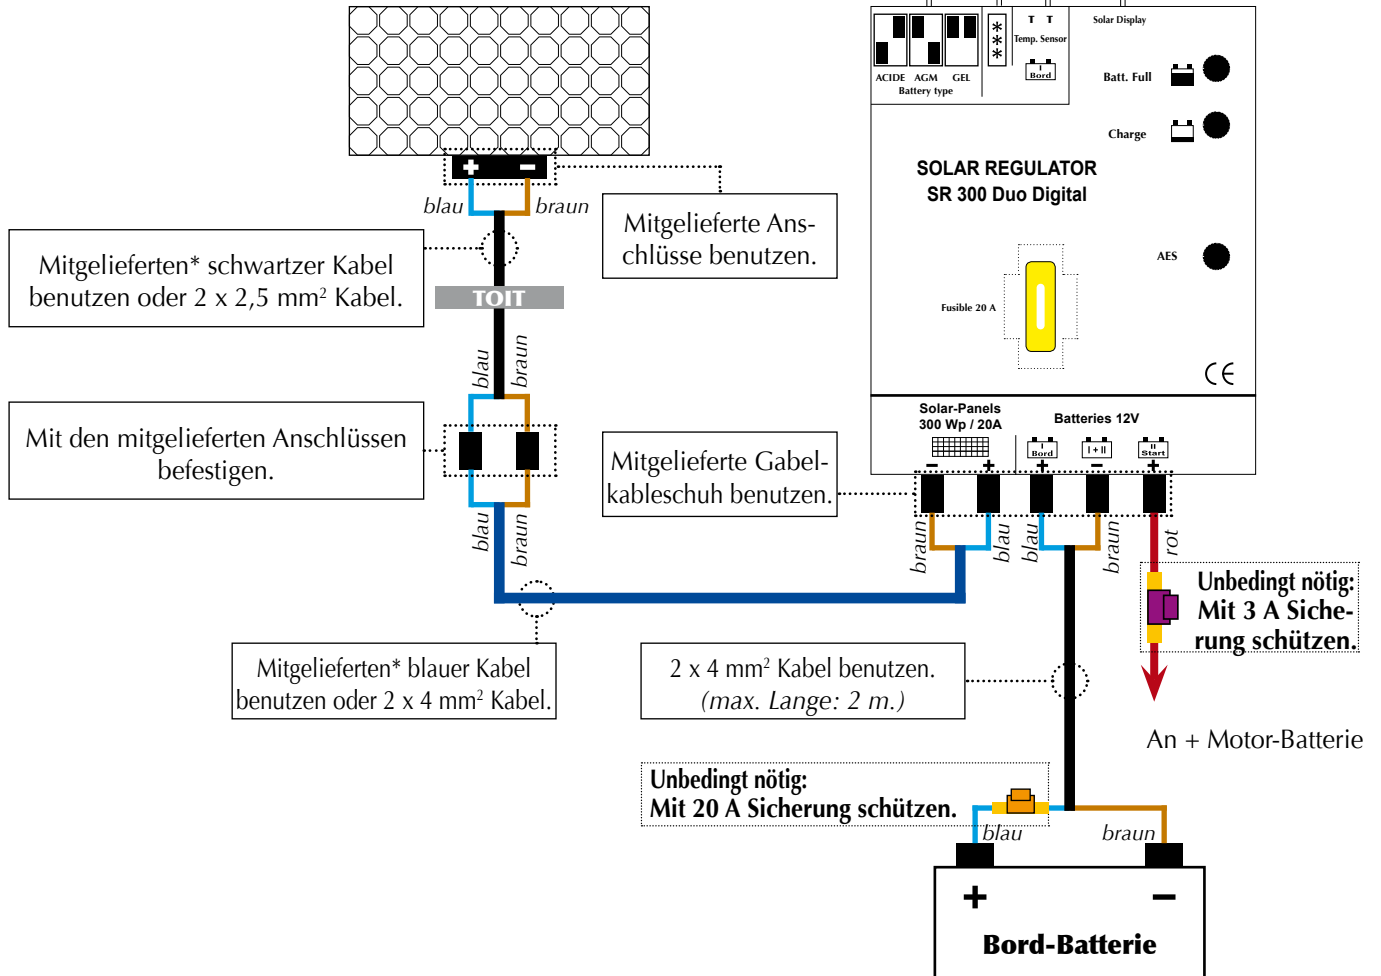 + −
blau braun
Mitgelieferte Ans-
chlüsse benutzen.
Mitgelieferten* schwartzer Kabel
benutzen oder 2 x 2,5 mm² Kabel.
TOIT
blau braun
Mit den mitgelieferten Anschlüssen
befestigen.
blau braun
Mitgelieferten* blauer Kabel
benutzen oder 2 x 4 mm² Kabel.
ACIDE AGM GEL
Battery type
***
T T
Temp. Sensor
I
Bord
Solar Display
Batt. Full
Charge
SOLAR REGULATOR
SR 300 Duo Digital
AES
Fusible 20 A
CE
Solar-Panels
300 Wp / 20A
Batteries 12V
I
Bord
I + II
II
Start
− + + − +
Mitgelieferte Gabel-
kableschuh benutzen.
braun blau blau braun rot
Unbedingt nötig:
Mit 3 A Siche-
rung schützen.
2 x 4 mm² Kabel benutzen.
(max. Lange: 2 m.)
An + Motor-Batterie
Unbedingt nötig:
Mit 20 A Sicherung schützen.
blau braun
+ −
Bord-Batterie